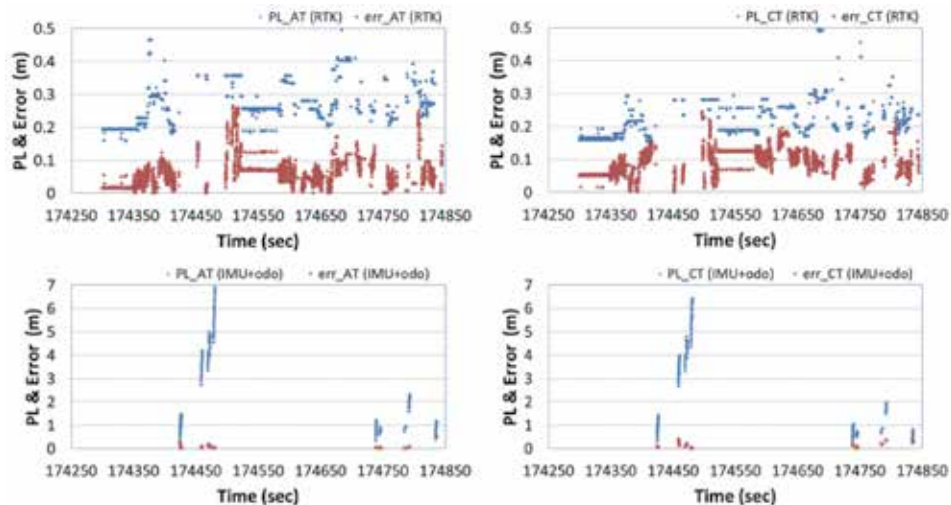 PL_AT (RTK) err_AT (RTK)
0.5
0.4
0.3
0.2
0.1
0
PL & Error (m)
174250 174350 174450 174550 174650 174750 174850
Time (sec)
PL_CT (RTK) err_CT (RTK)
0.5
0.4
0.3
0.2
0.1
0
PL & Error (m)
174250 174350 174450 174550 174650 174750 174850
Time (sec)
PL_AT (IMU+odo) err_AT (IMU+odo)
7
6
5
4
3
2
1
0
PL & Error (m)
174250 174350 174450 174550 174650 174750 174850
Time (sec)
PL_CT (IMU+odo) err_CT (IMU+odo)
7
6
5
4
3
2
1
0
PL & Error (m)
174250 174350 174450 174550 174650 174750 174850
Time (sec)